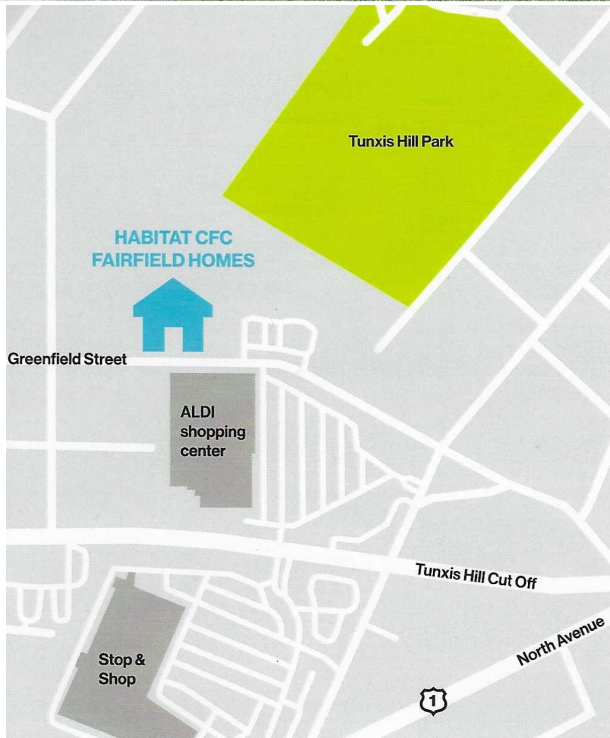 Tunxis Hill Park
HABITAT CFC
FAIRFIELD HOMES
Greenfield Street
ALDI
shopping
center
Tunxis Hill Cut Off
North Avenue
Stop &
Shop
1